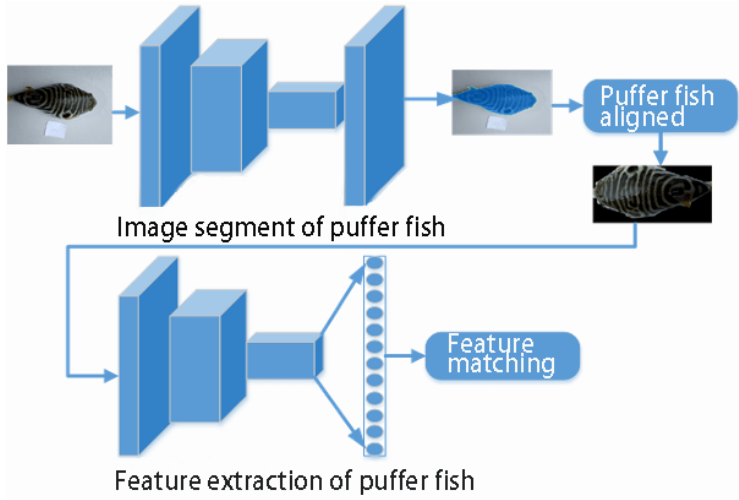 Puffer fish
aligned
Image segment of puffer fish
Feature
matching
Feature extraction of puffer fish